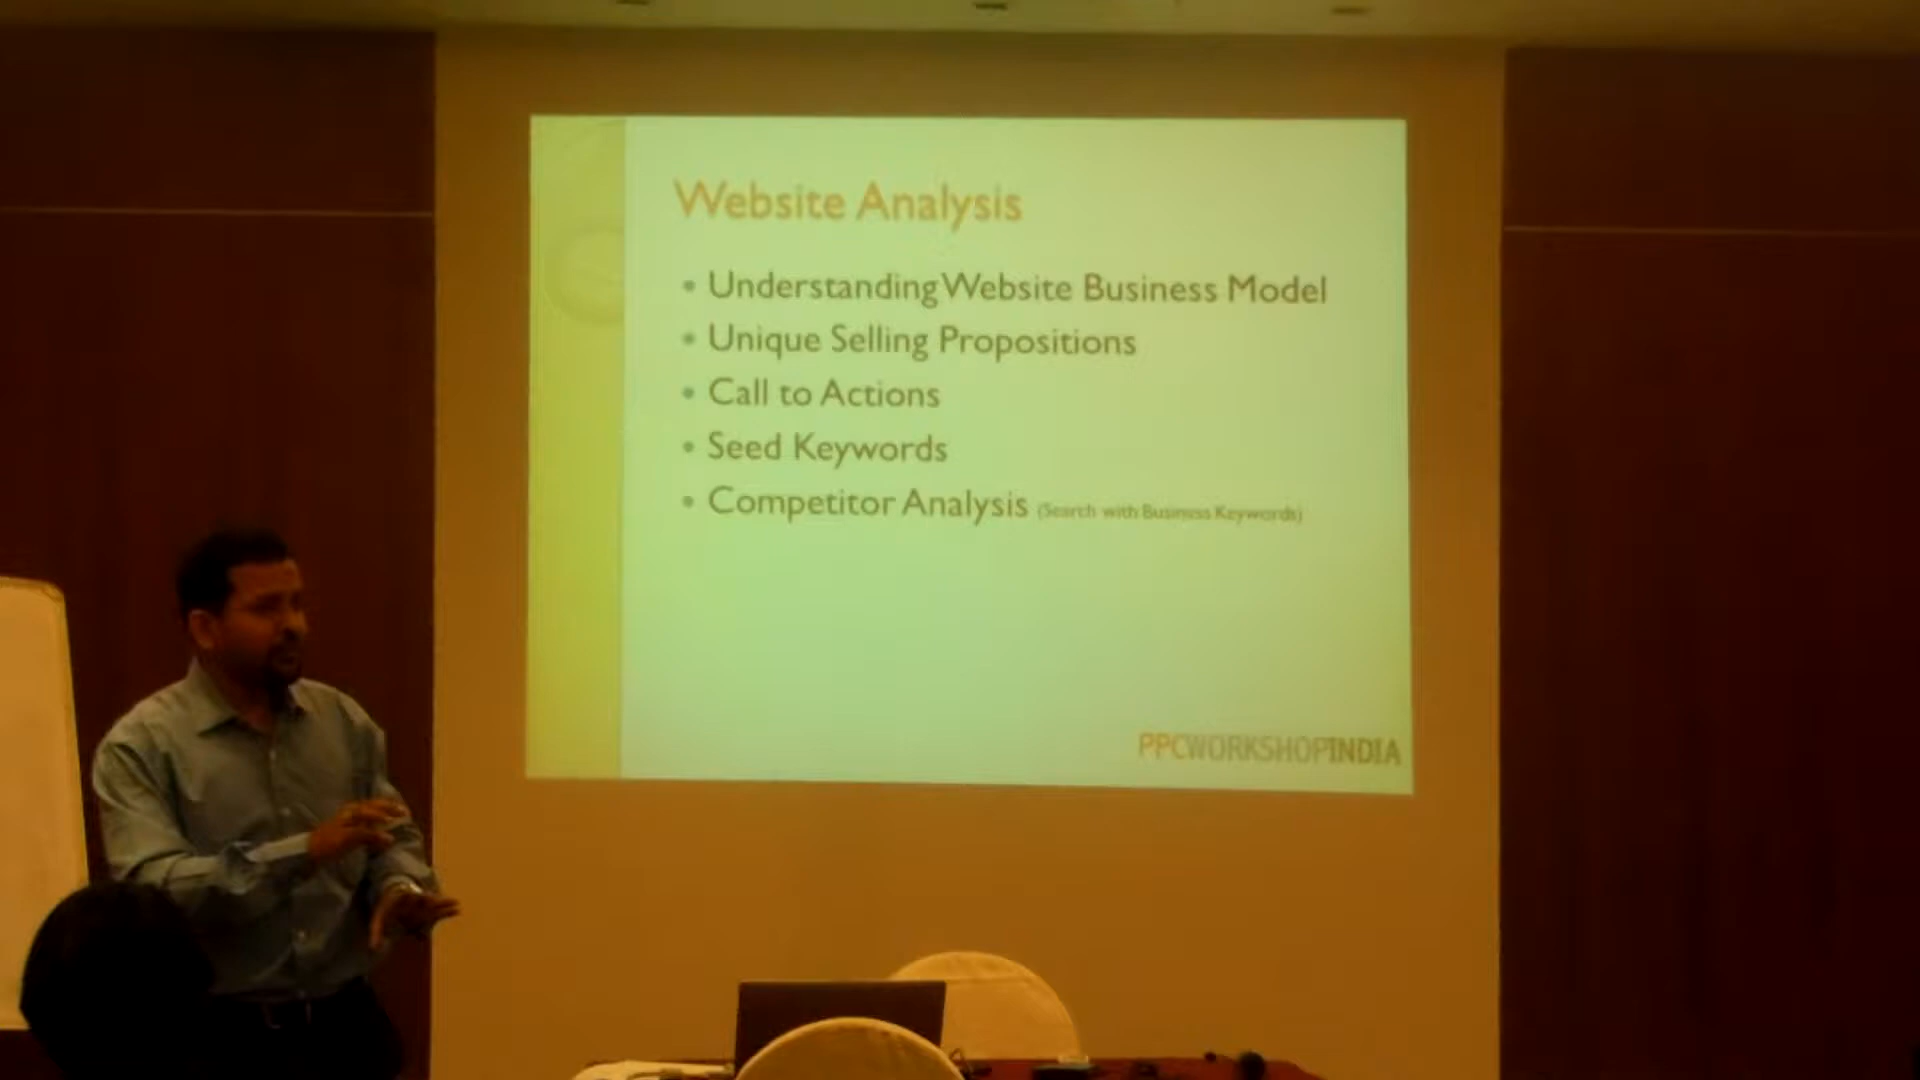 Website Analysis
• Understanding Website Business Model
• Unique Selling Propositions
• Call to Actions
• Seed Keywords
• Competitor Analysis (Search with Business Keywords)
PPCWORKSHOPINDIA